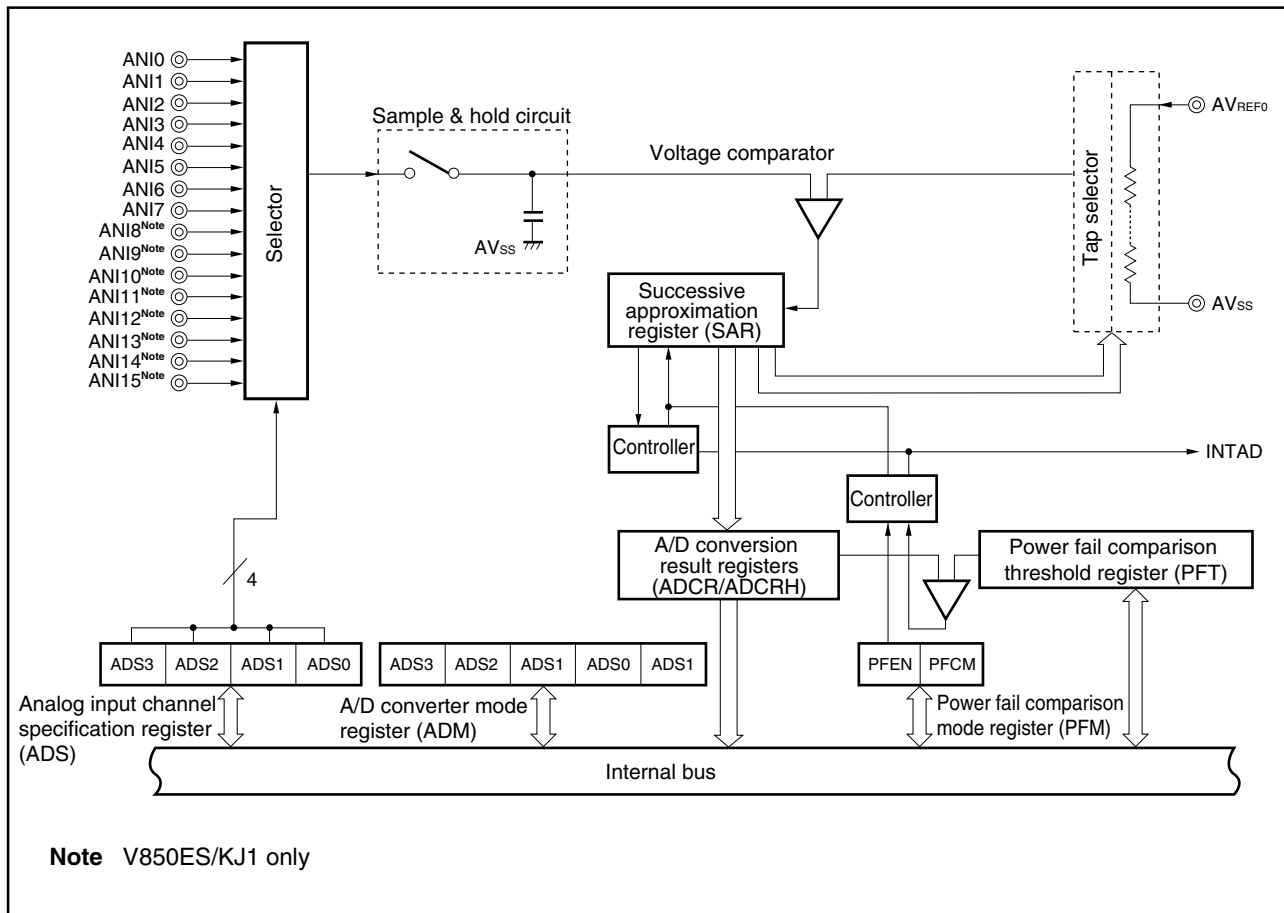 ANI0
ANI1
ANI2
ANI3
ANI4
ANI5
ANI6
ANI7
ANI8Note
ANI9Note
ANI10Note
ANI11Note
ANI12Note
ANI13Note
ANI14Note
ANI15Note
Selector
Sample & hold circuit
AVSS
Voltage comparator
Tap selector
AVREF0
AVSS
Successive
approximation
register (SAR)
Controller
INTAD
Controller
A/D conversion
result registers
(ADCR/ADCRH)
Power fail comparison
threshold register (PFT)
4
ADS3 ADS2 ADS1 ADS0
ADS3 ADS2 ADS1 ADS0 ADS1
PFEN PFCM
Analog input channel
specification register
(ADS)
A/D converter mode
register (ADM)
Power fail comparison
mode register (PFM)
Internal bus
Note V850ES/KJ1 only